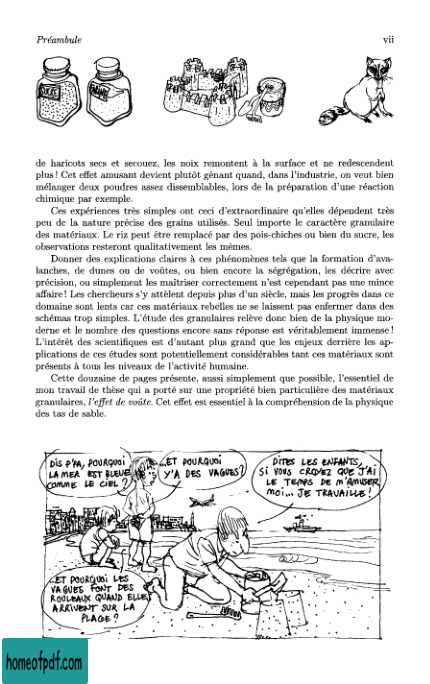 Préambule
vii
SUCRE
FARINE
de haricots secs et secouez, les noix remontent à la surface et ne redescendent
plus ! Cet effet amusant devient plutôt gênant quand, dans l'industrie, on veut bien
mélanger deux poudres assez dissemblables, lors de la préparation d'une réaction
chimique par exemple.
Ces expériences très simples ont ceci d'extraordinaire qu'elles dépendent très
peu de la nature précise des grains utilisés. Seul importe le caractère granulaire
des matériaux. Le riz peut être remplacé par des pois-chiches ou bien du sucre, les
observations resteront qualitativement les mêmes.
Donner des explications claires à ces phénomènes tels que la formation d'ava-
lanches, de dunes ou de voûtes, ou bien encore la ségrégation, les décrire avec
précision, ou simplement les maîtriser correctement n'est cependant pas une mince
affaire ! Les chercheurs s'y attèlent depuis plus d'un siècle, mais les progrès dans ce
domaine sont lents car ces matériaux rebelles ne se laissent pas enfermer dans des
schémas trop simples. L'étude des granulaires relève donc bien de la physique mo-
derne et le nombre des questions encore sans réponse est véritablement immense !
L'intérêt des scientifiques est d'autant plus grand que les enjeux derrière les ap-
plications de ces études sont potentiellement considérables tant ces matériaux sont
présents à tous les niveaux de l'activité humaine.
Cette douzaine de pages présente, aussi simplement que possible, l'essentiel de
mon travail de thèse qui a porté sur une propriété bien particulière des matériaux
granulaires, l'effet de voûte. Cet effet est essentiel à la compréhension de la physique
des tas de sable.
DIS P'PA, POURQUOI
LA MER EST BLEUE
COMME LE CIEL ?
...ET POURQUOI
Y'A DES VAGUES ?
DITES LES ENFANTS,
SI VOUS CROYEZ QUE J'AI
LE TEMPS DE M'AMUSER
MOI... JE TRAVAILLE !
...ET POURQUOI LES
VAGUES FONT DES
ROULEAUX QUAND ELLES
ARRIVENT SUR LA
PLAGE ?
homeofpdf.com